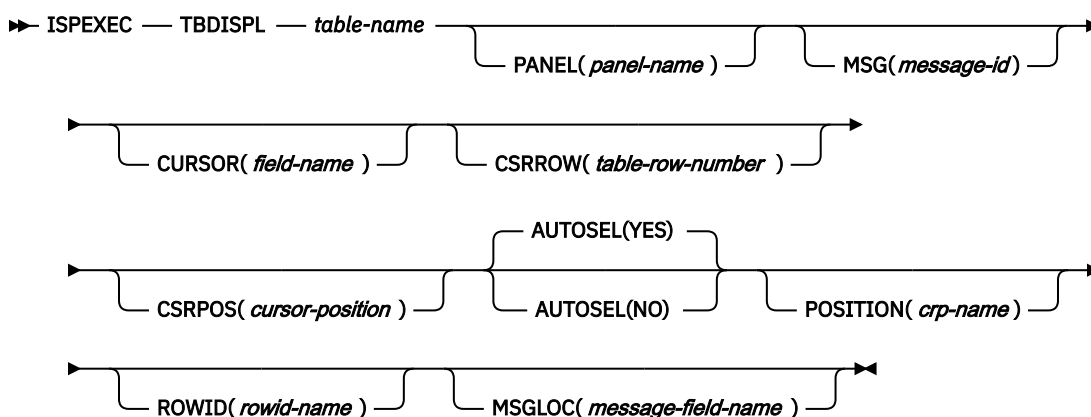 ISPEXEC TBDISPL table-name
PANEL( panel-name ) MSG( message-id )
CURSOR( field-name ) CSRROW( table-row-number )
AUTOSEL(YES)
CSRPOS( cursor-position ) AUTOSEL(NO) POSITION( crp-name )
ROWID( rowid-name ) MSGLOC( message-field-name )